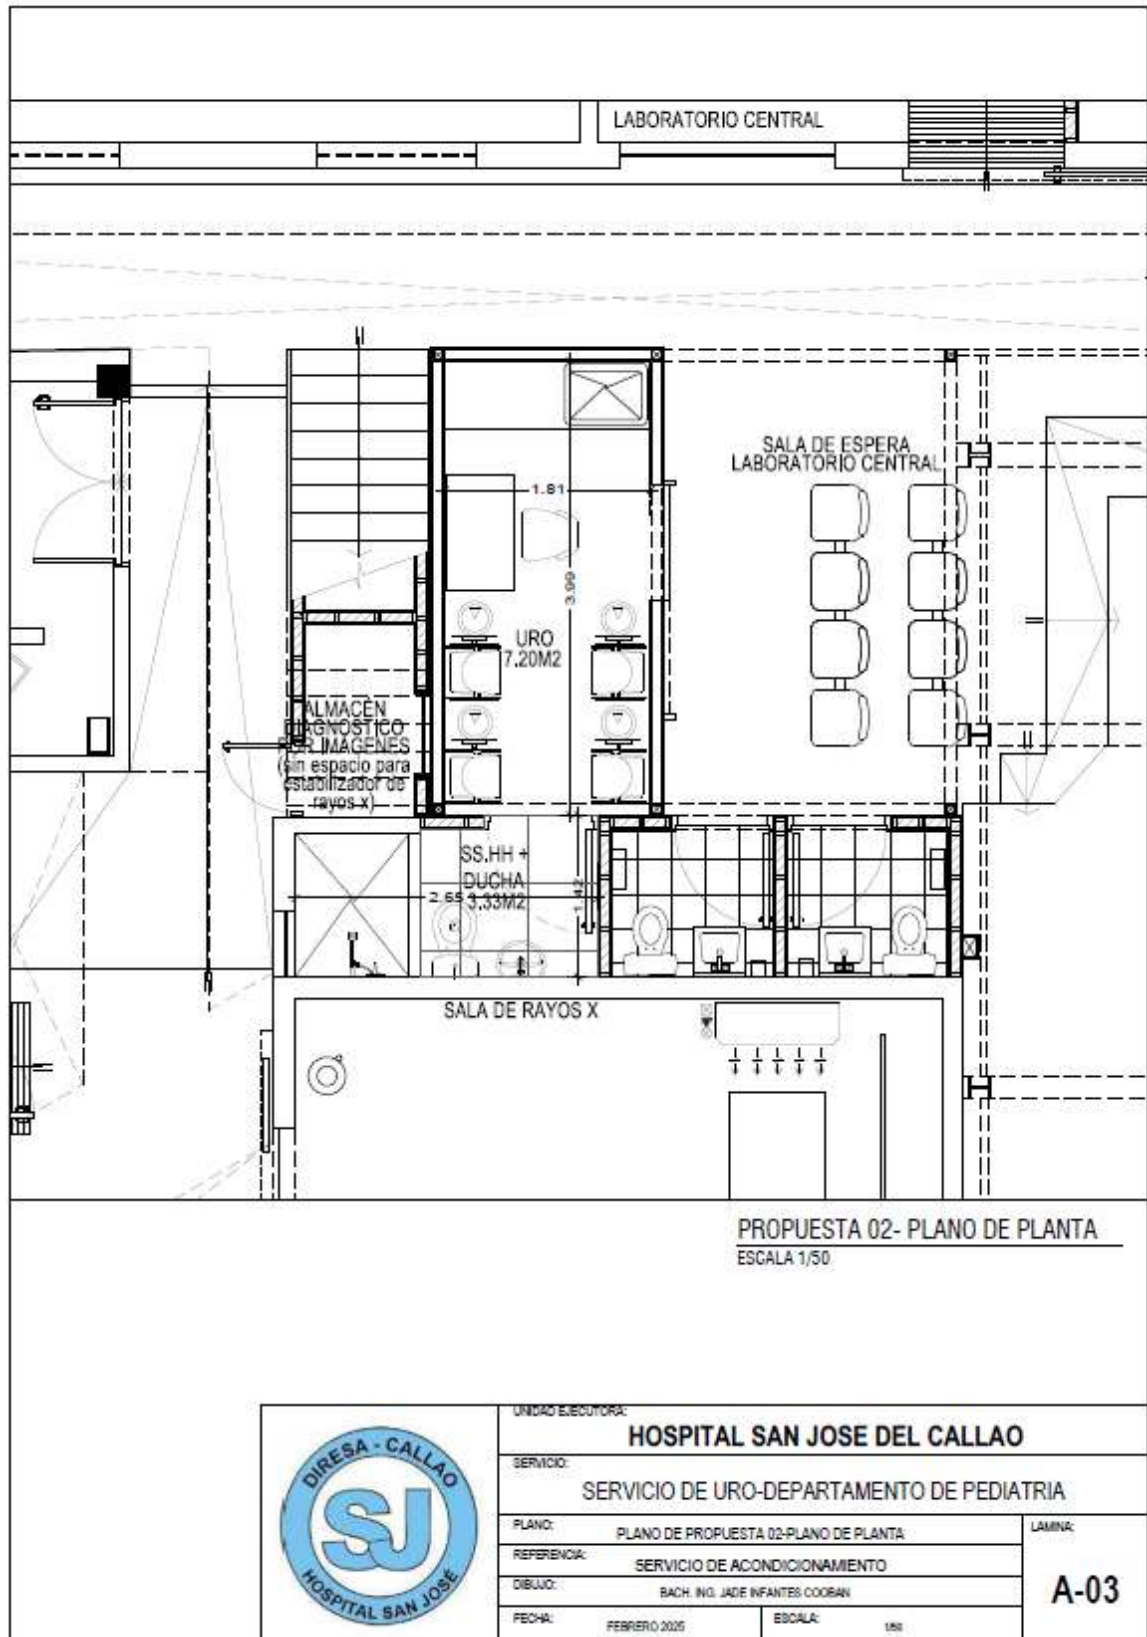 LABORATORIO CENTRAL
SALA DE ESPERA
LABORATORIO CENTRAL
1.81
3.99
URO
7.20M2
ALMACÉN
DIAGNOSTICO
POR IMAGENES
(sin espacio para
estabilizador de
rayos x)
SS.HH +
DUCHA
3.33M2
2.65
1.42
SALA DE RAYOS X
PROPUESTA 02- PLANO DE PLANTA
ESCALA 1/50
DIRESA - CALLAO
SJ
HOSPITAL SAN JOSÉ
UNIDAD EJECUTORA:
HOSPITAL SAN JOSE DEL CALLAO
SERVICIO:
SERVICIO DE URO-DEPARTAMENTO DE PEDIATRIA
PLANO:
PLANO DE PROPUESTA 02-PLANO DE PLANTA
REFERENCIA:
SERVICIO DE ACONDICIONAMIENTO
DIBUJO:
BACH. ING. JADE INFANTES COOBAN
FECHA:
FEBRERO 2025
ESCALA:
1/50
LAMINA:
A-03